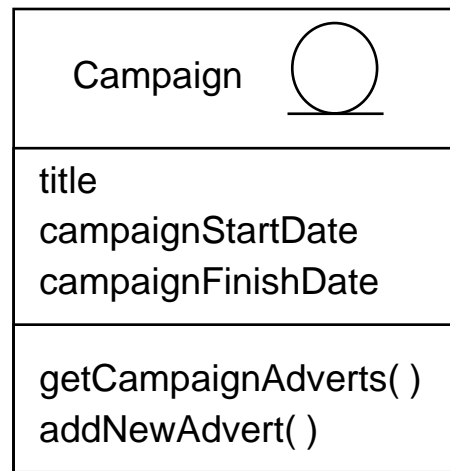 Campaign
title
campaignStartDate
campaignFinishDate
getCampaignAdverts( )
addNewAdvert( )